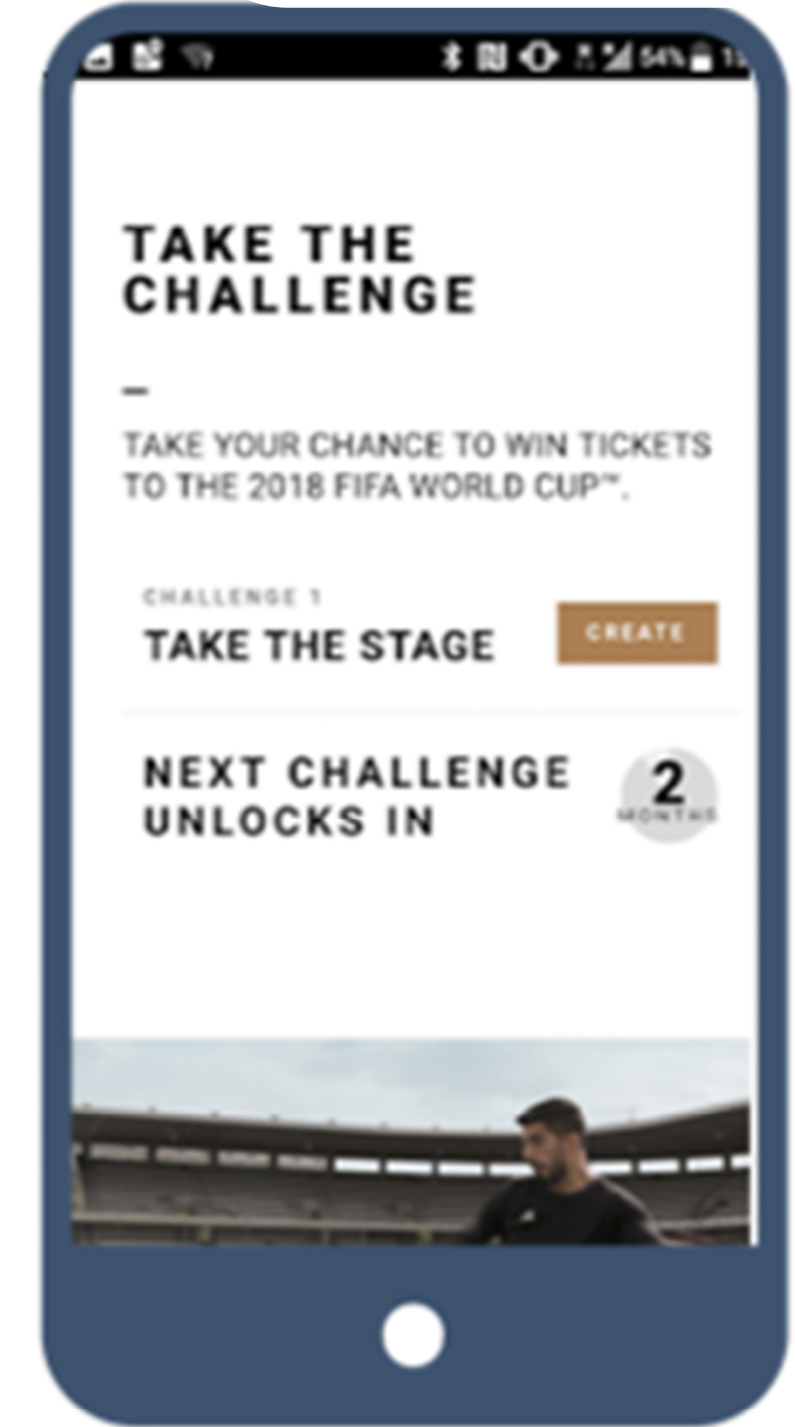 54%
TAKE THE
CHALLENGE
–
TAKE YOUR CHANCE TO WIN TICKETS
TO THE 2018 FIFA WORLD CUP™.
CHALLENGE 1
TAKE THE STAGE
CREATE
NEXT CHALLENGE
UNLOCKS IN
2
MONTHS